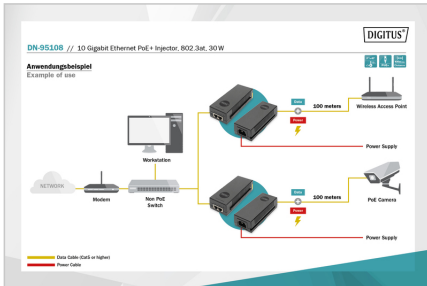 DIGITUS®
DN-95108 // 10 Gigabit Ethernet PoE+ Injector, 802.3at, 30 W
Anwendungsbeispiel
Example of use
Data
Power
100 meters
Wireless Access Point
Power Supply
Workstation
NETWORK
Modem
Non PoE
Switch
Data
Power
100 meters
PoE Camera
Power Supply
Data Cable (Cat5 or higher)
Power Cable